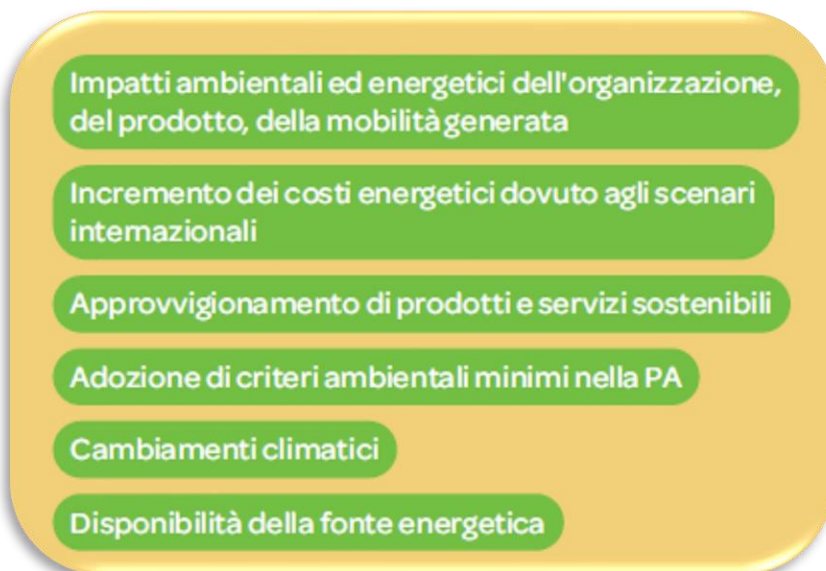 Impatti ambientali ed energetici dell'organizzazione,
del prodotto, della mobilità generata
Incremento dei costi energetici dovuto agli scenari
internazionali
Approvvigionamento di prodotti e servizi sostenibili
Adozione di criteri ambientali minimi nella PA
Cambiamenti climatici
Disponibilità della fonte energetica